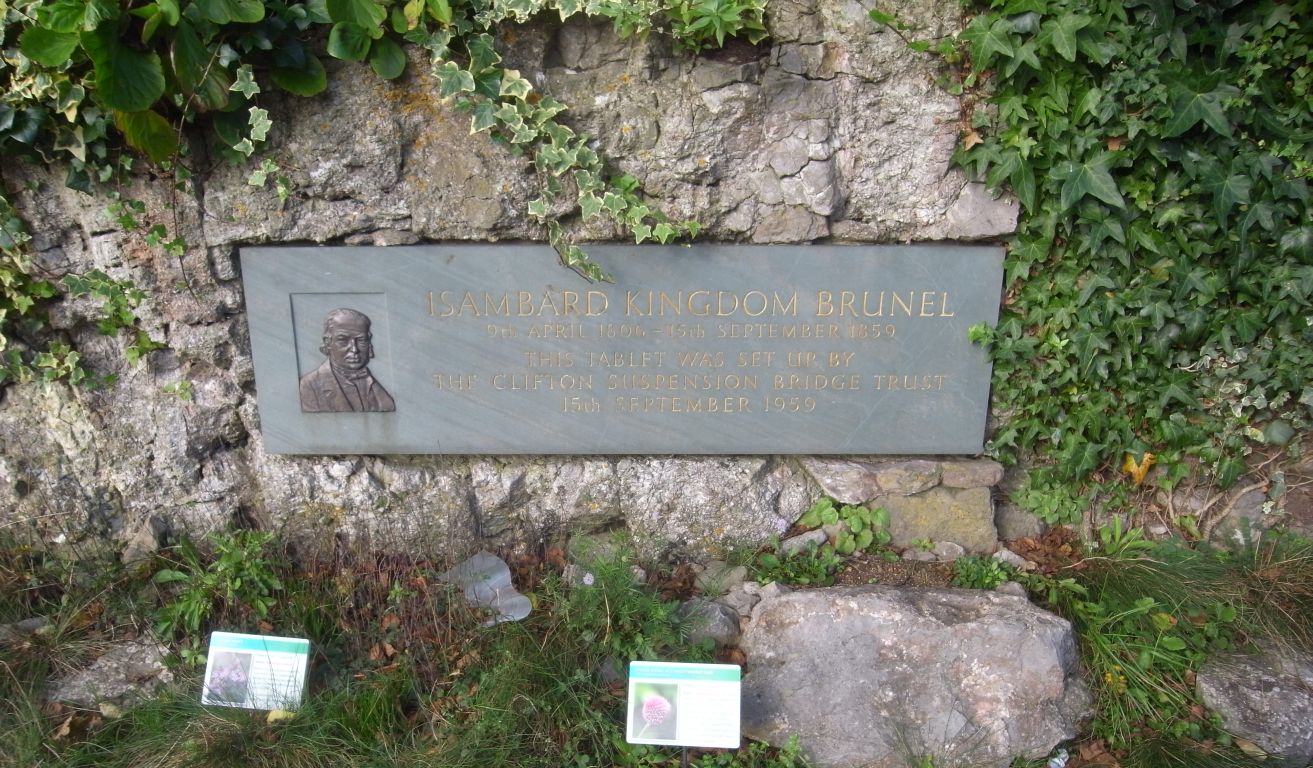 ISAMBARD KINGDOM BRUNEL
9th APRIL 1806 - 15th SEPTEMBER 1859
THIS TABLET WAS SET UP BY
THE CLIFTON SUSPENSION BRIDGE TRUST
15th SEPTEMBER 1959